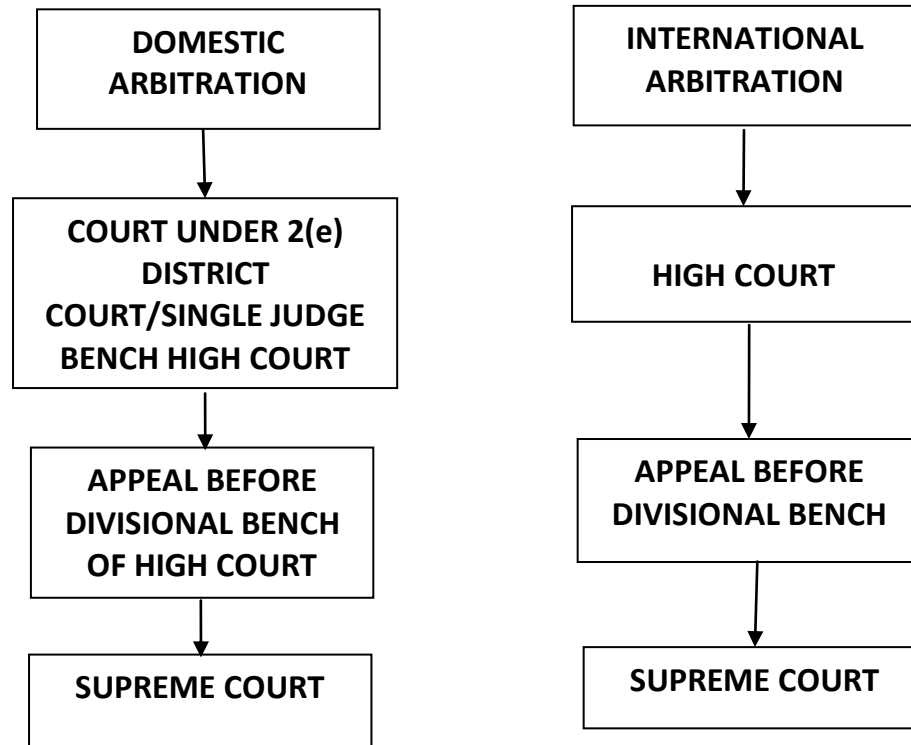 DOMESTIC
ARBITRATION
COURT UNDER 2(e)
DISTRICT
COURT/SINGLE JUDGE
BENCH HIGH COURT
APPEAL BEFORE
DIVISIONAL BENCH
OF HIGH COURT
SUPREME COURT
INTERNATIONAL
ARBITRATION
HIGH COURT
APPEAL BEFORE
DIVISIONAL BENCH
SUPREME COURT